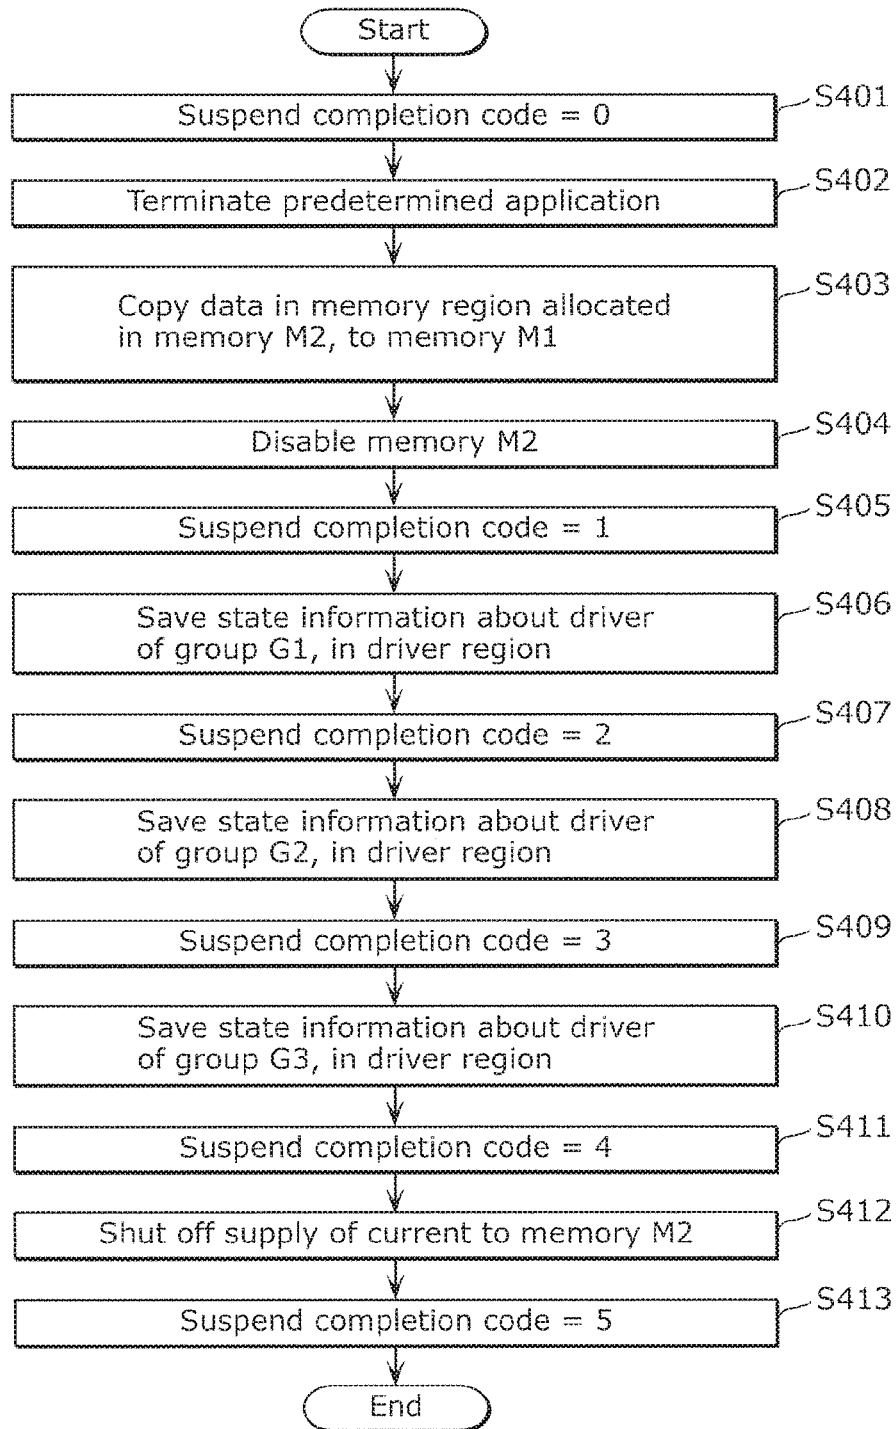 Start
Suspend completion code = 0
S401
Terminate predetermined application
S402
Copy data in memory region allocated
in memory M2, to memory M1
S403
Disable memory M2
S404
Suspend completion code = 1
S405
Save state information about driver
of group G1, in driver region
S406
Suspend completion code = 2
S407
Save state information about driver
of group G2, in driver region
S408
Suspend completion code = 3
S409
Save state information about driver
of group G3, in driver region
S410
Suspend completion code = 4
S411
Shut off supply of current to memory M2
S412
Suspend completion code = 5
S413
End